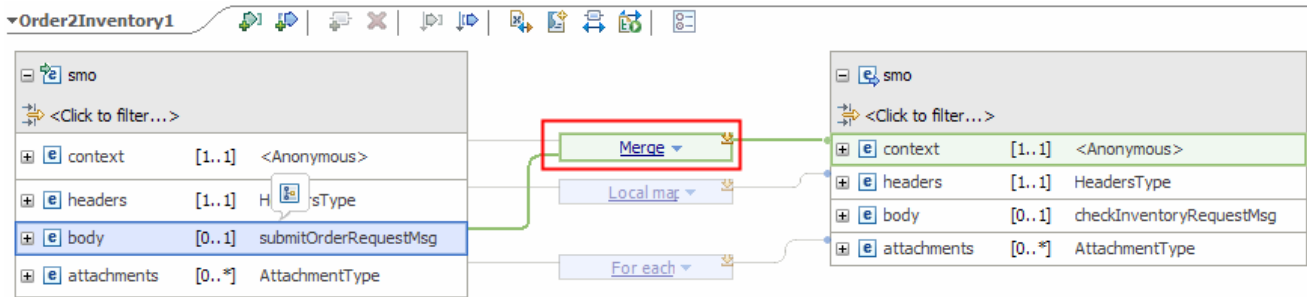 Order2Inventory1
smo
<Click to filter...>
context [1..1] <Anonymous>
headers [1..1] H rsType
body [0..1] submitOrderRequestMsg
attachments [0..*] AttachmentType
Merge
Local map
For each
smo
<Click to filter...>
context [1..1] <Anonymous>
headers [1..1] HeadersType
body [0..1] checkInventoryRequestMsg
attachments [0..*] AttachmentType